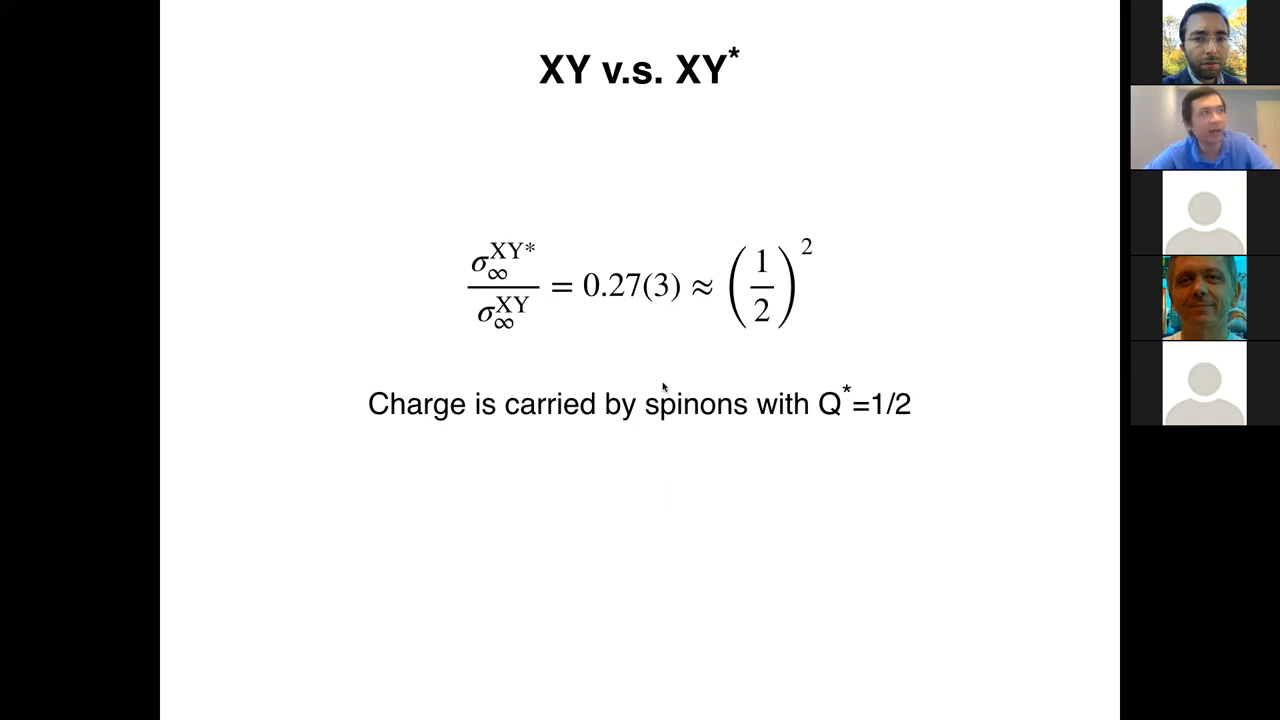 XY v.s. XY*
σ∞^XY* / σ∞^XY = 0.27(3) ≈ (1/2)^2
Charge is carried by spinons with Q*=1/2